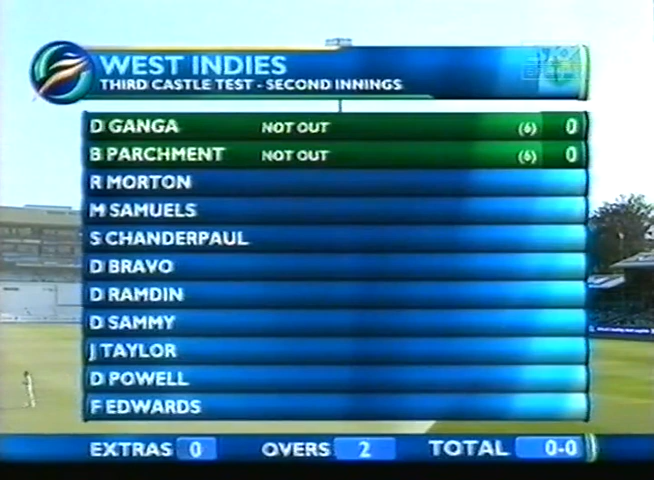 WEST INDIES
THIRD CASTLE TEST - SECOND INNINGS
D GANGA NOT OUT (6) 0
B PARCHMENT NOT OUT (6) 0
R MORTON
M SAMUELS
S CHANDERPAUL
D BRAVO
D RAMDIN
D SAMMY
J TAYLOR
D POWELL
F EDWARDS
EXTRAS 0 OVERS 2 TOTAL 0-0